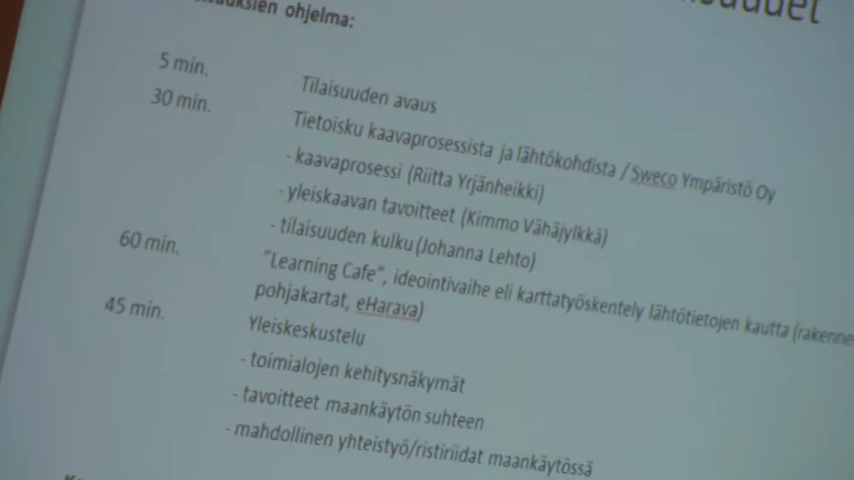 ohjelma:
5 min. Tilaisuuden avaus
30 min. Tietoisku kaavaprosessista ja lähtökohdista / Sweco Ympäristö Oy
- kaavaprosessi (Riitta Yrjänheikki)
- yleiskaavan tavoitteet (Kimmo Vähäjylkkä)
- tilaisuuden kulku (Johanna Lehto)
60 min. "Learning Cafe", ideointivaihe eli karttatyöskentely lähtötietojen kautta
pohjakartat, eHarava)
45 min. Yleiskeskustelu
- toimialojen kehitysnäkymät
- tavoitteet maankäytön suhteen
- mahdollinen yhteistyö/ristiriidat maankäytössä